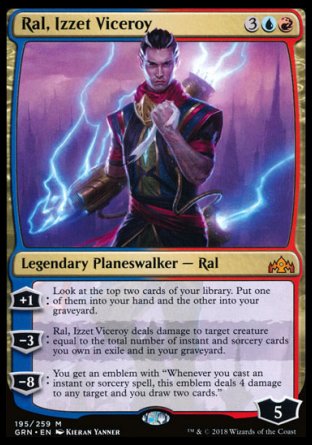 Ral, Izzet Viceroy 3
Legendary Planeswalker — Ral
+1 Look at the top two cards of your library. Put one
of them into your hand and the other into your
graveyard.
-3 Ral, Izzet Viceroy deals damage to target creature
equal to the total number of instant and sorcery cards
you own in exile and in your graveyard.
-8 You get an emblem with “Whenever you cast an
instant or sorcery spell, this emblem deals 4 damage
to any target and you draw two cards.”
5
195/259 M
GRN • EN Kieran Yanner
™ & © 2018 Wizards of the Coast